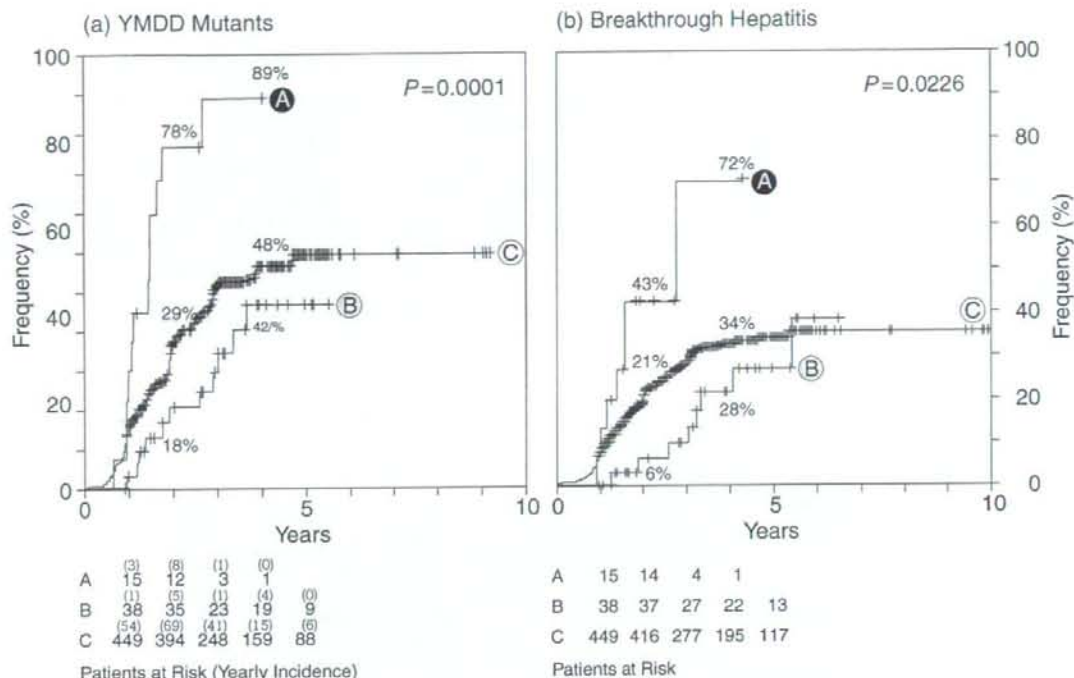 (a) YMDD Mutants
Frequency (%)
100
80
60
40
20
0
P=0.0001
89%
A
78%
48%
C
29%
B
42/%
18%
0 5 10
Years
(3) (8) (1) (0)
A 15 12 3 1
(1) (5) (1) (4) (0)
B 38 35 23 19 9
(54) (69) (41) (15) (6)
C 449 394 248 159 88
Patients at Risk (Yearly Incidence)
(b) Breakthrough Hepatitis
P=0.0226
72%
A
43%
34%
C
21%
B
28%
6%
0 5 10
Years
100
80
60
40
20
0
Frequency (%)
A 15 14 4 1
B 38 37 27 22 13
C 449 416 277 195 117
Patients at Risk